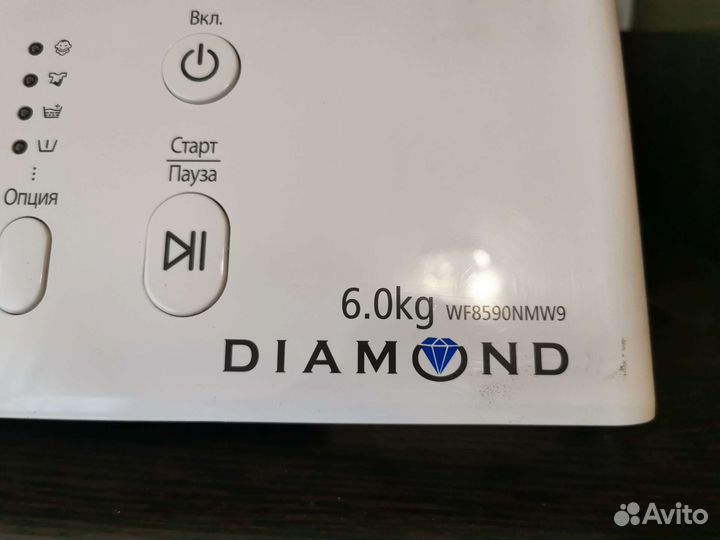 Вкл.
Старт
Пауза
Опция
6.0kg WF8590NMW9
DIAMOND
Avito